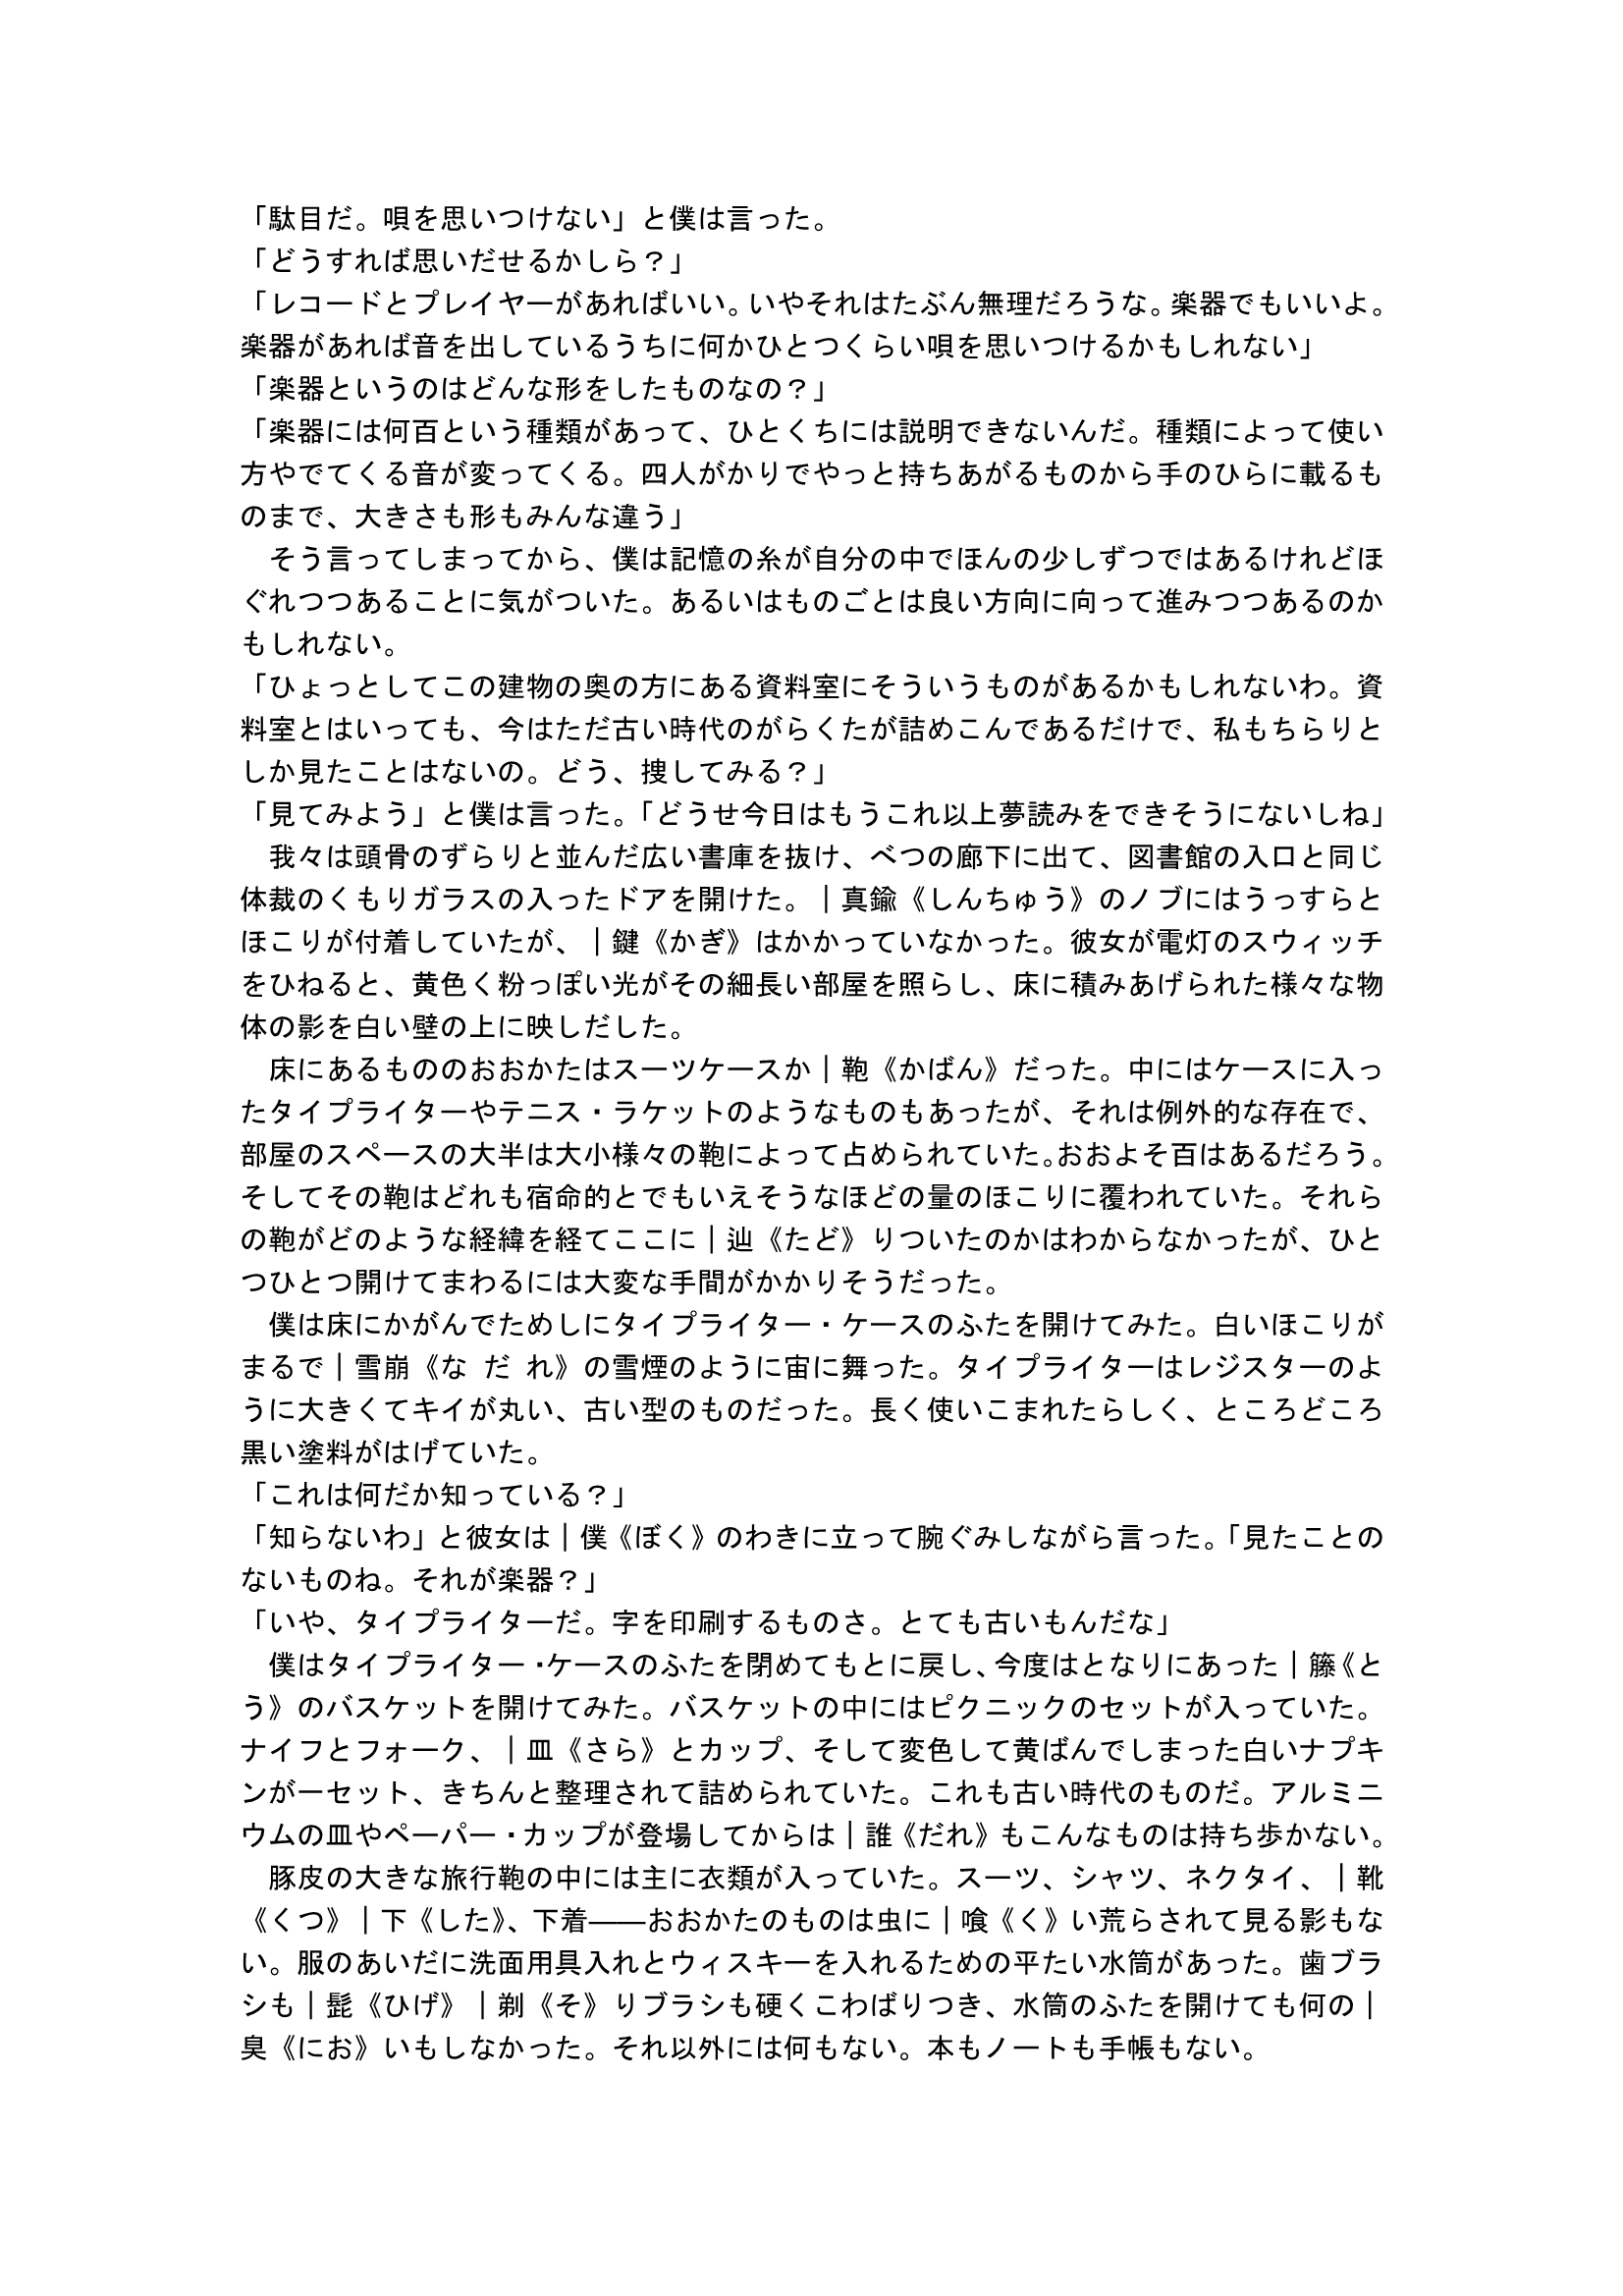 「駄目だ。唄を思いつけない」と僕は言った。
「どうすれば思いだせるかしら？」
「レコードとプレイヤーがあればいい。いやそれはたぶん無理だろうな。楽器でもいいよ。
楽器があれば音を出しているうちに何かひとつくらい唄を思いつけるかもしれない」
「楽器というのはどんな形をしたものなの？」
「楽器には何百という種類があって、ひとくちには説明できないんだ。種類によって使い
方やでてくる音が変ってくる。四人がかりでやっと持ちあがるものから手のひらに載るも
のまで、大きさも形もみんな違う」
　そう言ってしまってから、僕は記憶の糸が自分の中でほんの少しずつではあるけれどほ
ぐれつつあることに気がついた。あるいはものごとは良い方向に向って進みつつあるのか
もしれない。
「ひょっとしてこの建物の奥の方にある資料室にそういうものがあるかもしれないわ。資
料室とはいっても、今はただ古い時代のがらくたが詰めこんであるだけで、私もちらりと
しか見たことはないの。どう、捜してみる？」
「見てみよう」と僕は言った。「どうせ今日はもうこれ以上夢読みをできそうにないしね」
　我々は頭骨のずらりと並んだ広い書庫を抜け、べつの廊下に出て、図書館の入口と同じ
体裁のくもりガラスの入ったドアを開けた。｜真鍮《しんちゅう》のノブにはうっすらと
ほこりが付着していたが、｜鍵《かぎ》はかかっていなかった。彼女が電灯のスウィッチ
をひねると、黄色く粉っぽい光がその細長い部屋を照らし、床に積みあげられた様々な物
体の影を白い壁の上に映しだした。
　床にあるもののおおかたはスーツケースか｜鞄《かばん》だった。中にはケースに入っ
たタイプライターやテニス・ラケットのようなものもあったが、それは例外的な存在で、
部屋のスペースの大半は大小様々の鞄によって占められていた。おおよそ百はあるだろう。
そしてその鞄はどれも宿命的とでもいえそうなほどの量のほこりに覆われていた。それら
の鞄がどのような経緯を経てここに｜辿《たど》りついたのかはわからなかったが、ひと
つひとつ開けてまわるには大変な手間がかかりそうだった。
　僕は床にかがんでためしにタイプライター・ケースのふたを開けてみた。白いほこりが
まるで｜雪崩《な だ れ》の雪煙のように宙に舞った。タイプライターはレジスターのよ
うに大きくてキイが丸い、古い型のものだった。長く使いこまれたらしく、ところどころ
黒い塗料がはげていた。
「これは何だか知っている？」
「知らないわ」と彼女は｜僕《ぼく》のわきに立って腕ぐみしながら言った。「見たことの
ないものね。それが楽器？」
「いや、タイプライターだ。字を印刷するものさ。とても古いもんだな」
　僕はタイプライター・ケースのふたを閉めてもとに戻し、今度はとなりにあった｜籐《と
う》のバスケットを開けてみた。バスケットの中にはピクニックのセットが入っていた。
ナイフとフォーク、｜皿《さら》とカップ、そして変色して黄ばんでしまった白いナプキ
ンが一セット、きちんと整理されて詰められていた。これも古い時代のものだ。アルミニ
ウムの皿やペーパー・カップが登場してからは｜誰《だれ》もこんなものは持ち歩かない。
　豚皮の大きな旅行鞄の中には主に衣類が入っていた。スーツ、シャツ、ネクタイ、｜靴
《くつ》｜下《した》、下着――おおかたのものは虫に｜喰《く》い荒らされて見る影もな
い。服のあいだに洗面用具入れとウィスキーを入れるための平たい水筒があった。歯ブラ
シも｜髭《ひげ》｜剃《そ》りブラシも硬くこわばりつき、水筒のふたを開けても何の｜
臭《にお》いもしなかった。それ以外には何もない。本もノートも手帳もない。